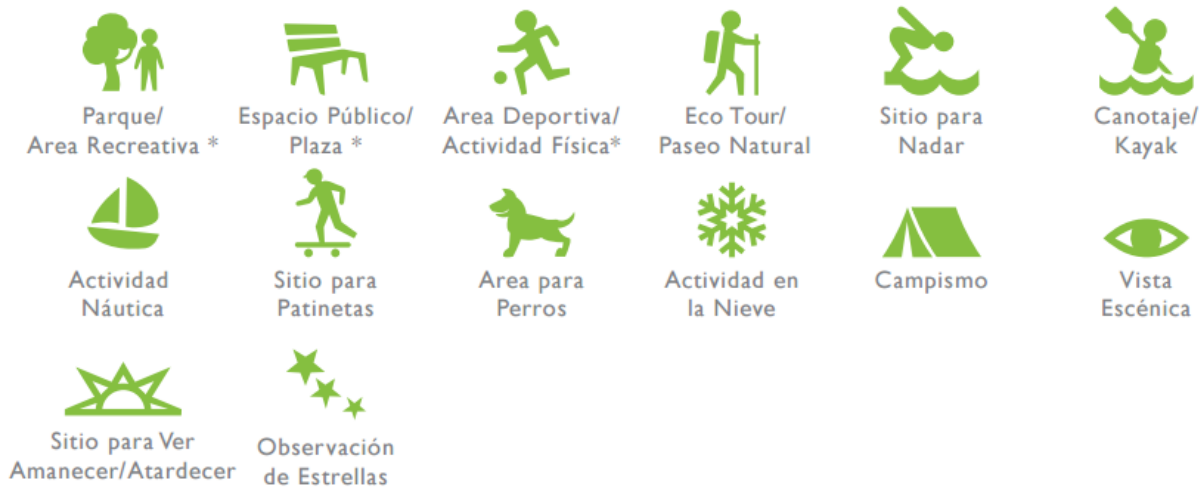 Parque/
Area Recreativa *
Espacio Público/
Plaza *
Area Deportiva/
Actividad Física*
Eco Tour/
Paseo Natural
Sitio para
Nadar
Canotaje/
Kayak
Actividad
Náutica
Sitio para
Patinetas
Area para
Perros
Actividad en
la Nieve
Campismo
Vista
Escénica
Sitio para Ver
Amanecer/Atardecer
Observación
de Estrellas